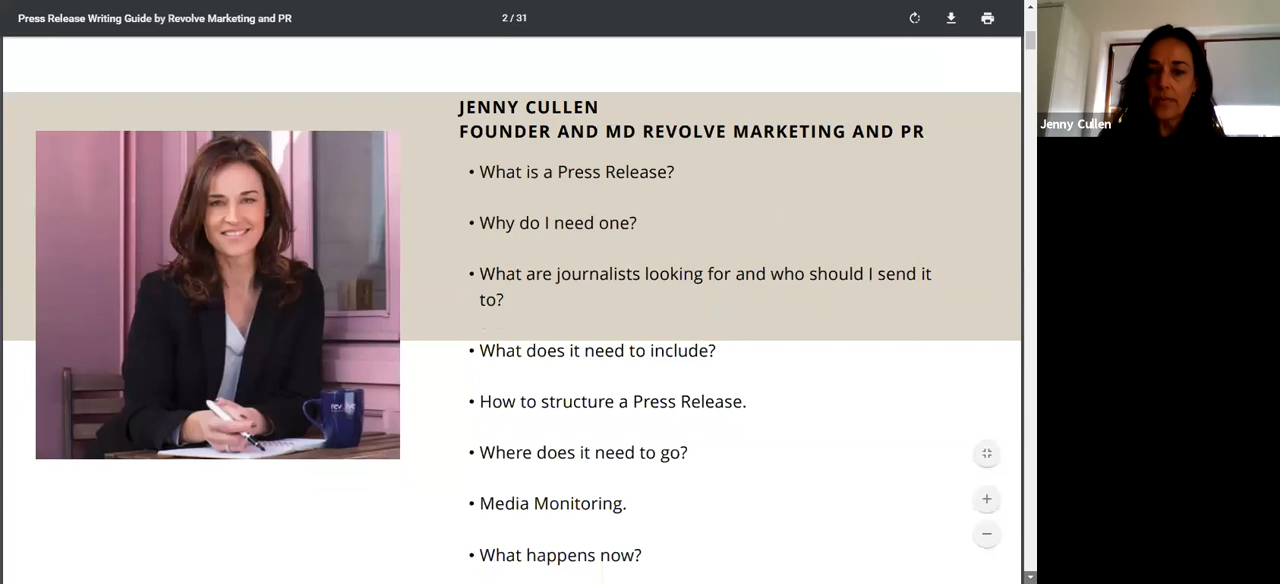 Press Release Writing Guide by Revolve Marketing and PR
2 / 31
JENNY CULLEN
FOUNDER AND MD REVOLVE MARKETING AND PR
• What is a Press Release?
• Why do I need one?
• What are journalists looking for and who should I send it
to?
• What does it need to include?
• How to structure a Press Release.
• Where does it need to go?
• Media Monitoring.
• What happens now?
revolve
Jenny Cullen